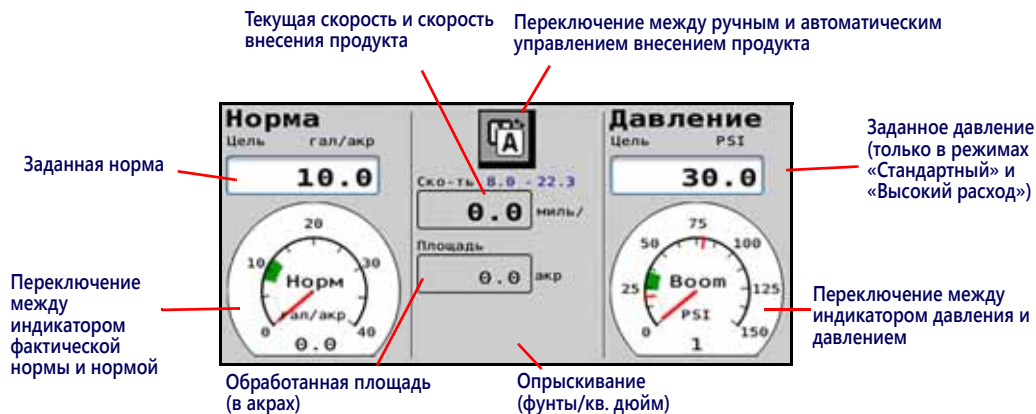 Текущая скорость и скорость
внесения продукта
Переключение между ручным и автоматическим
управлением внесением продукта
Заданная норма
Переключение
между
индикатором
фактической
нормы и нормой
Норма
Цель гал/акр
10.0
20
10 30
Норм
гал/акр
0 40
0.0
A
Ско-ть 8.0 - 22.3
0.0 миль/
Площадь
0.0 акр
Давление
Цель PSI
30.0
75
50 100
Boom
25 125
PSI
0 150
1
Заданное давление
(только в режимах
«Стандартный» и
«Высокий расход»)
Переключение между
индикатором давления и
давлением
Обработанная площадь
(в акрах)
Опрыскивание
(фунты/кв. дюйм)